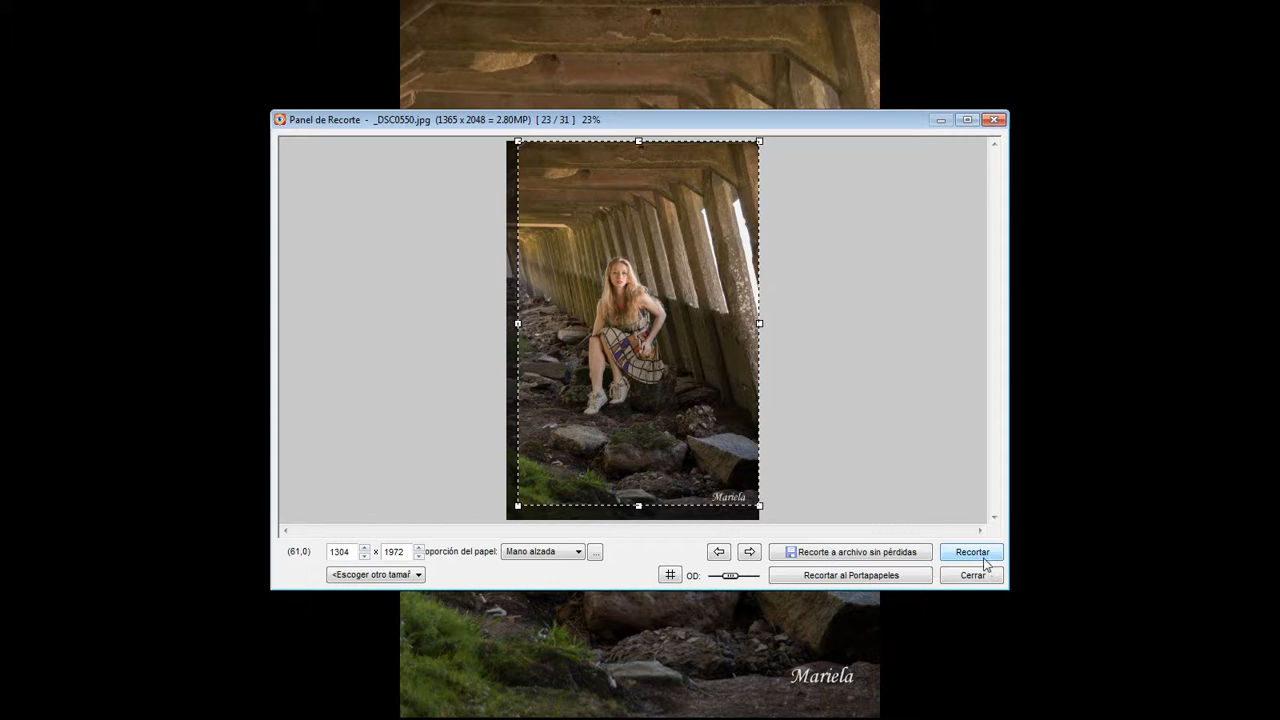 Panel de Recorte - _DSC0550.jpg (1365 x 2048 = 2.80MP) [ 23 / 31 ] 23%
Mariela
(61,0) 1304 x 1972 oporción del papel: Mano alzada ... Recorte a archivo sin pérdidas Recortar
<Escoger otro tamañ OD: Recortar al Portapapeles Cerrar
Mariela